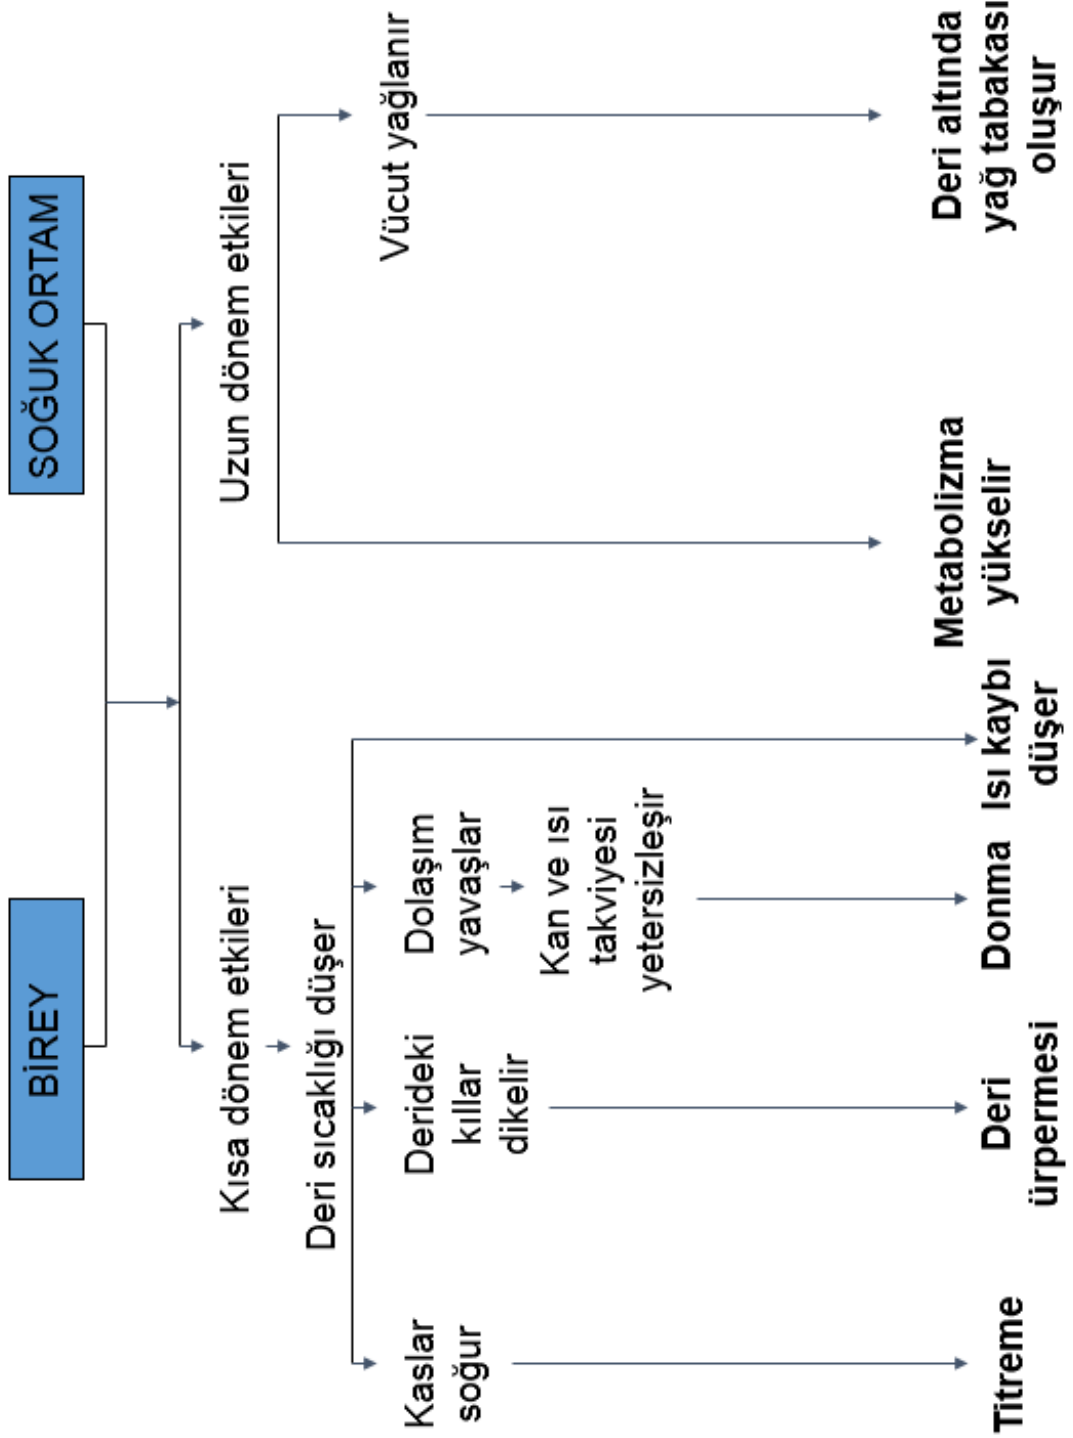 BİREY
SOĞUK ORTAM
Kısa dönem etkileri
Uzun dönem etkileri
Deri sıcaklığı düşer
Vücut yağlanır
Kaslar
soğur
Derideki
kıllar
dikelir
Dolaşım
yavaşlar
Kan ve ısı
takviyesi
yetersizleşir
Titreme
Deri
ürpermesi
Donma
Isı kaybı
düşer
Metabolizma
yükselir
Deri altında
yağ tabakası
oluşur